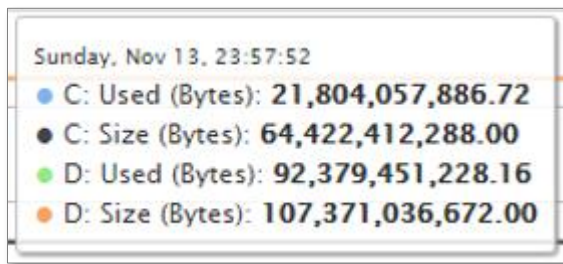 Sunday, Nov 13, 23:57:52
C: Used (Bytes): 21,804,057,886.72
C: Size (Bytes): 64,422,412,288.00
D: Used (Bytes): 92,379,451,228.16
D: Size (Bytes): 107,371,036,672.00